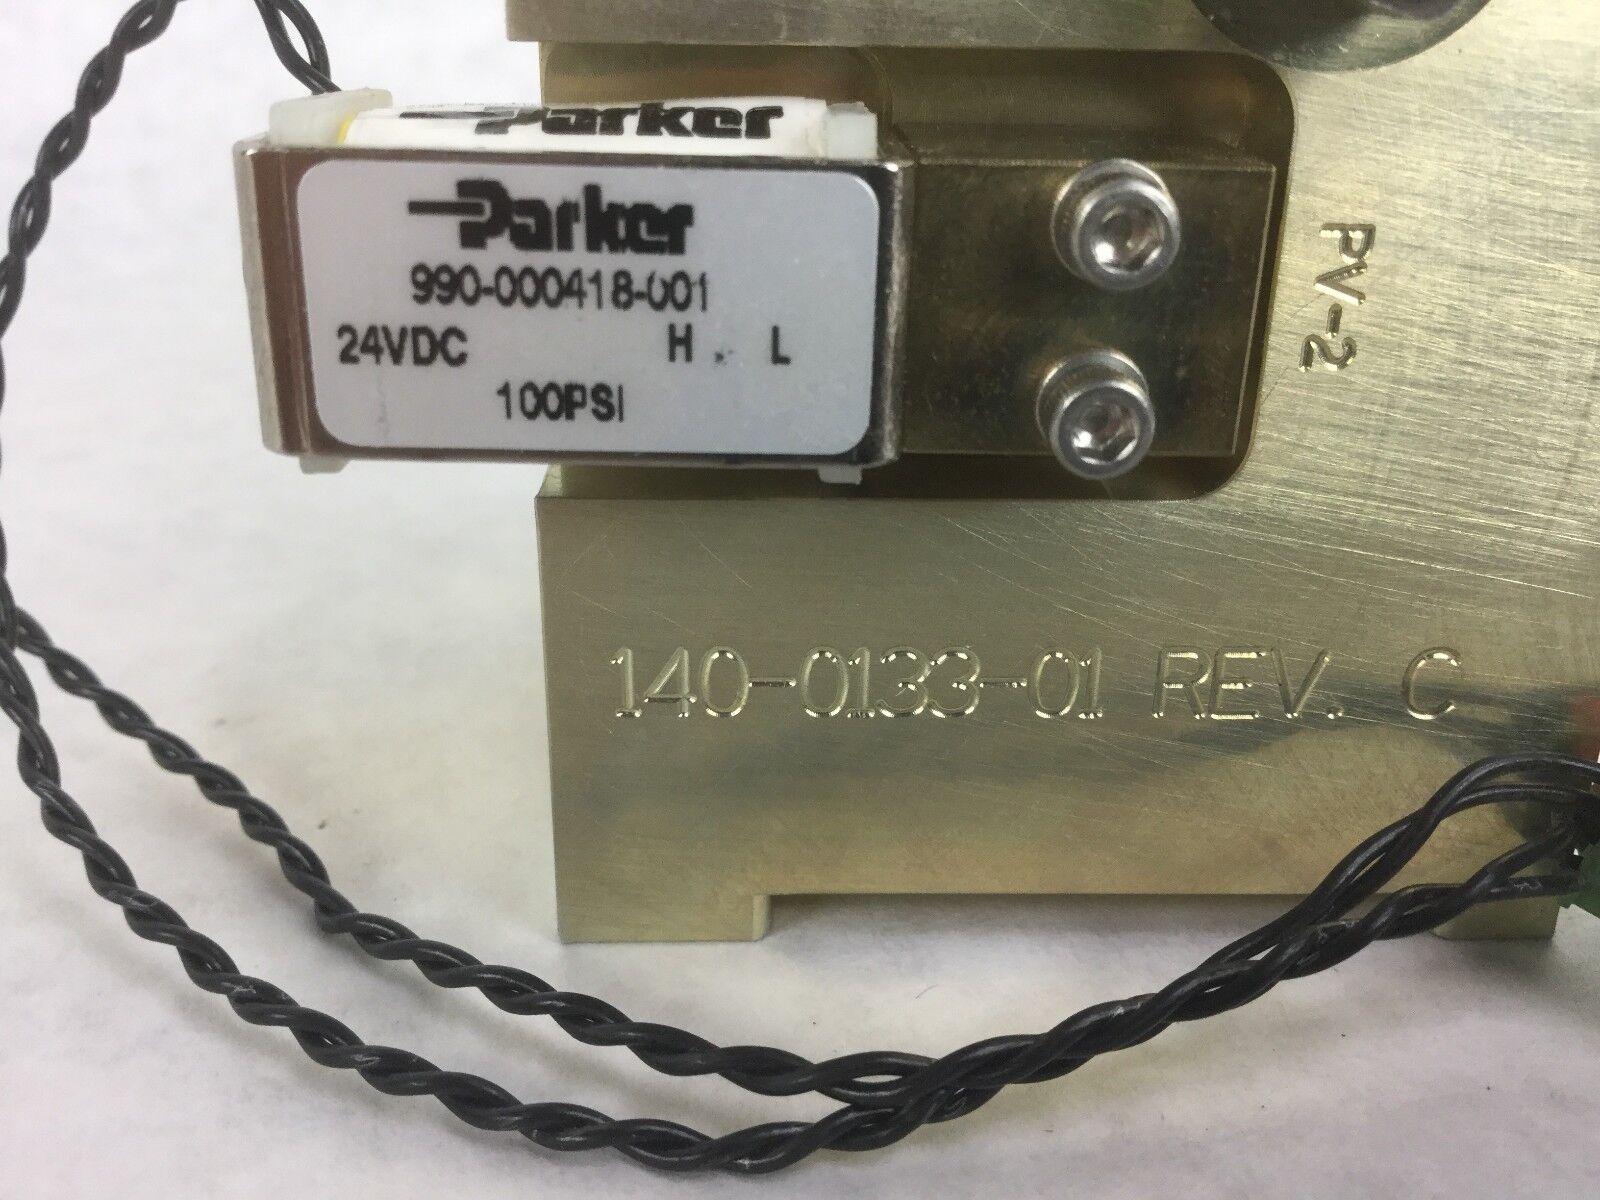 Parker
Parker
990-000418-001
24VDC H L
100PSI
PV-2
140-0133-01 REV. C